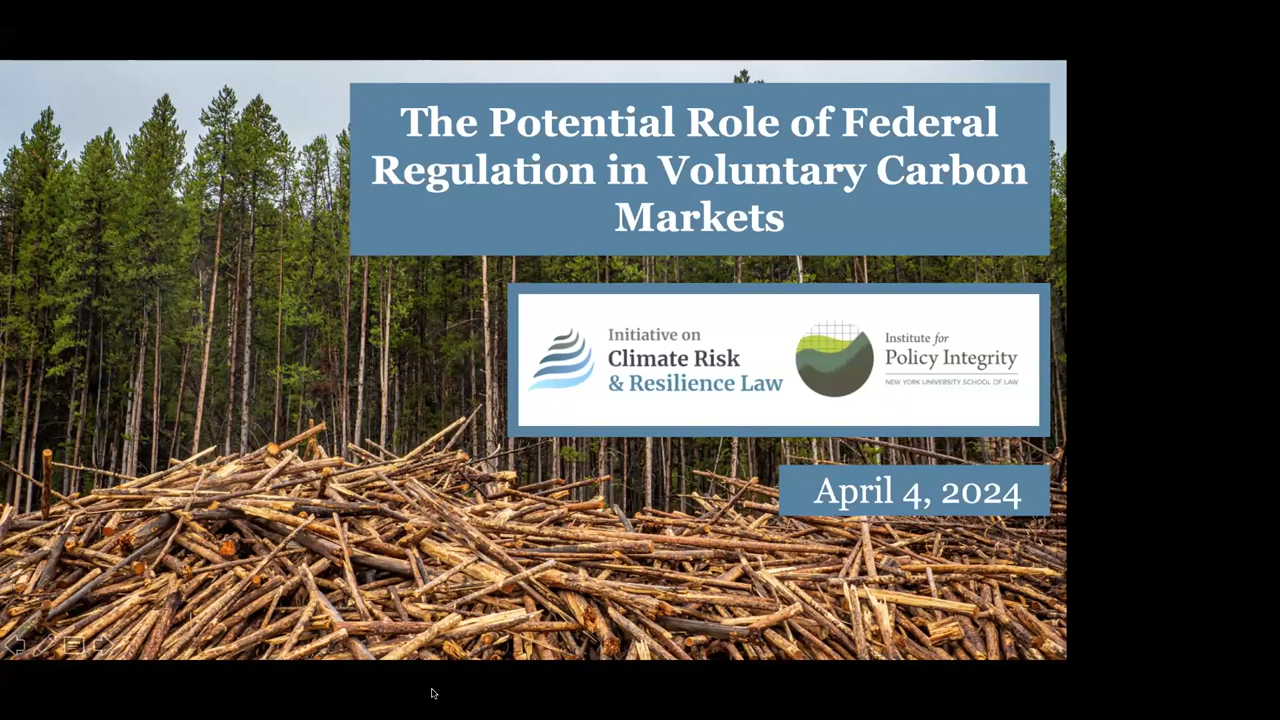 The Potential Role of Federal
Regulation in Voluntary Carbon
Markets
Initiative on
Climate Risk
& Resilience Law
Institute for
Policy Integrity
NEW YORK UNIVERSITY SCHOOL OF LAW
April 4, 2024